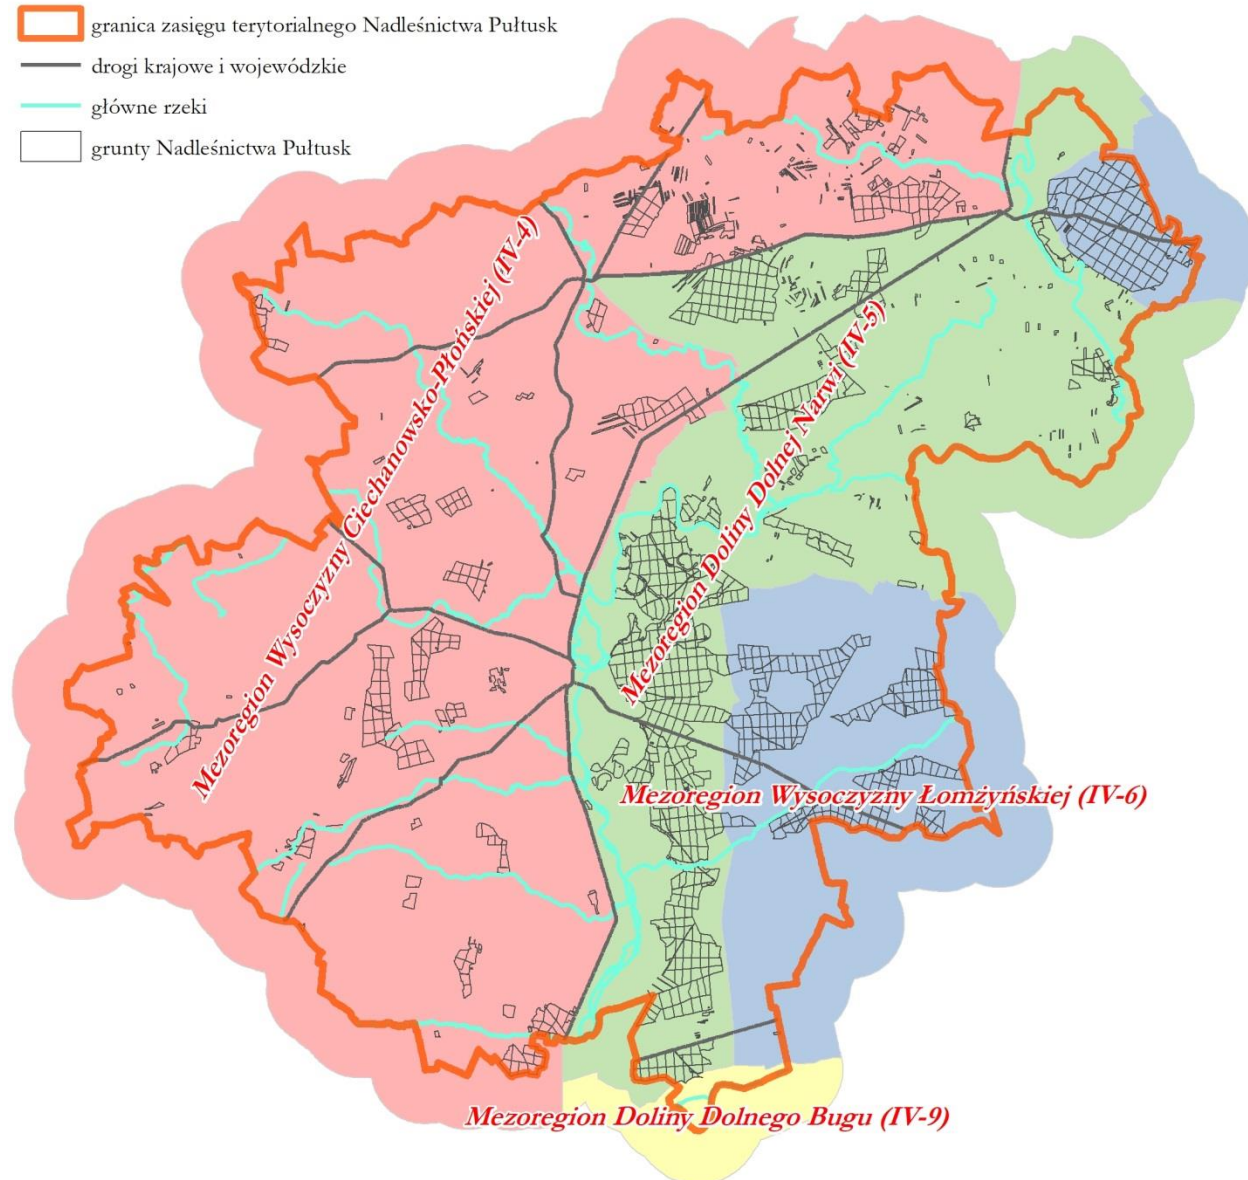 granica zasięgu terytorialnego Nadleśnictwa Pułtusk
drogi krajowe i wojewódzkie
główne rzeki
grunty Nadleśnictwa Pułtusk
Mezoregion Wysoczyzny Ciechanowsko-Płońskiej (IV-4)
Mezoregion Doliny Dolnej Narwi (IV-5)
Mezoregion Wysoczyzny Łomżyńskiej (IV-6)
Mezoregion Doliny Dolnego Bugu (IV-9)